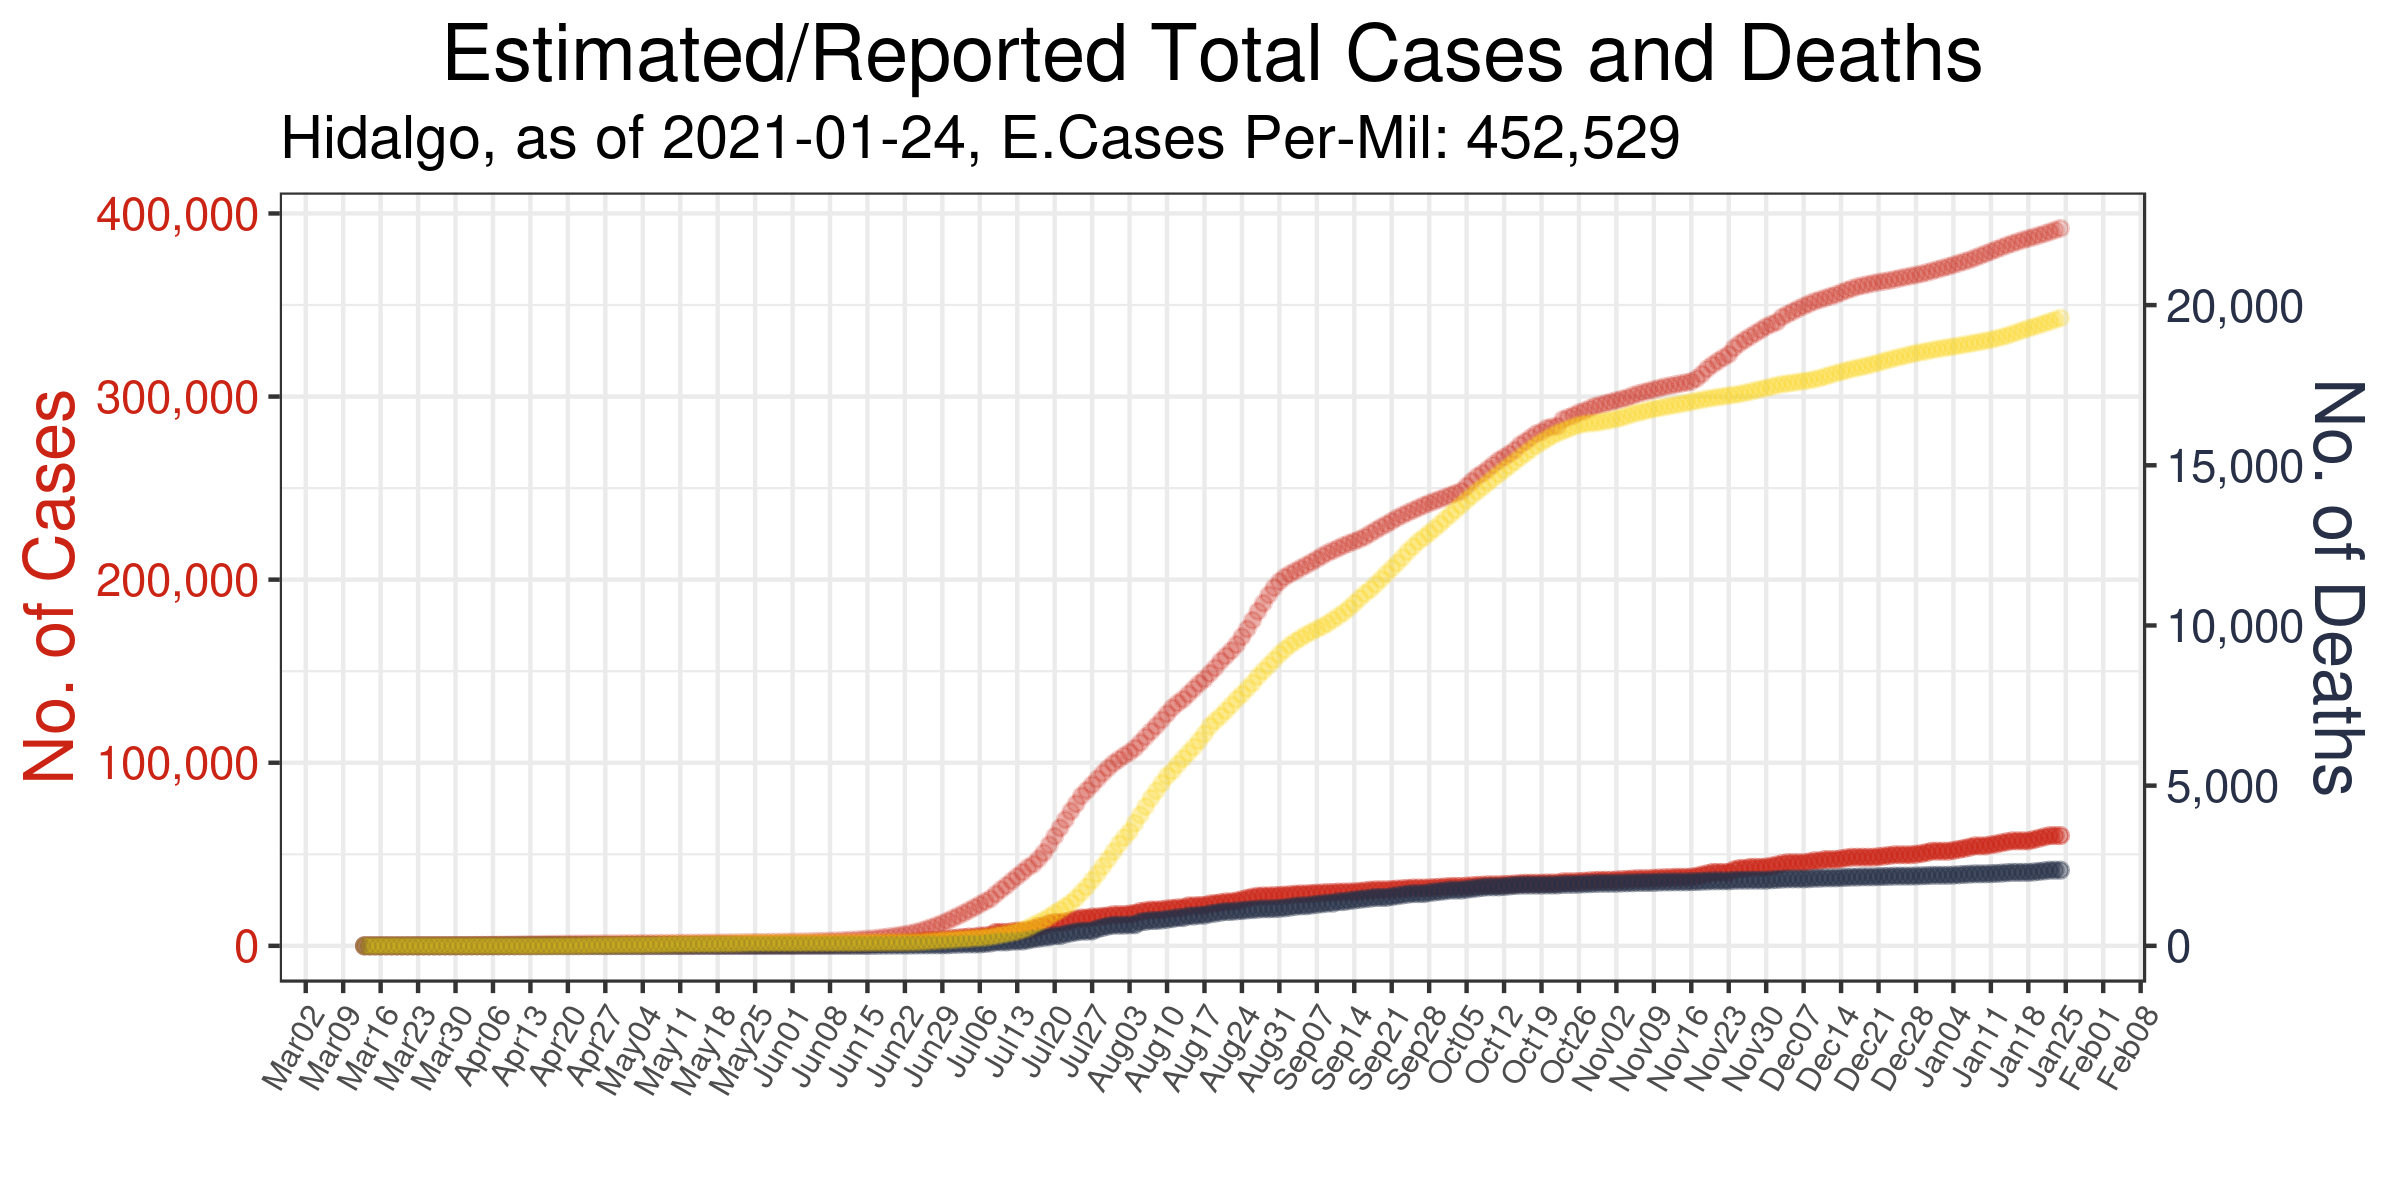 Estimated/Reported Total Cases and Deaths
Hidalgo, as of 2021-01-24, E.Cases Per-Mil: 452,529
No. of Cases
400,000
300,000
200,000
100,000
0
20,000
15,000
10,000
5,000
0
No. of Deaths
Mar02 Mar09 Mar16 Mar23 Mar30 Apr06 Apr13 Apr20 Apr27 May04 May11 May18 May25 Jun01 Jun08 Jun15 Jun22 Jun29 Jul06 Jul13 Jul20 Jul27 Aug03 Aug10 Aug17 Aug24 Aug31 Sep07 Sep14 Sep21 Sep28 Oct05 Oct12 Oct19 Oct26 Nov02 Nov09 Nov16 Nov23 Nov30 Dec07 Dec14 Dec21 Dec28 Jan04 Jan11 Jan18 Jan25 Feb01 Feb08